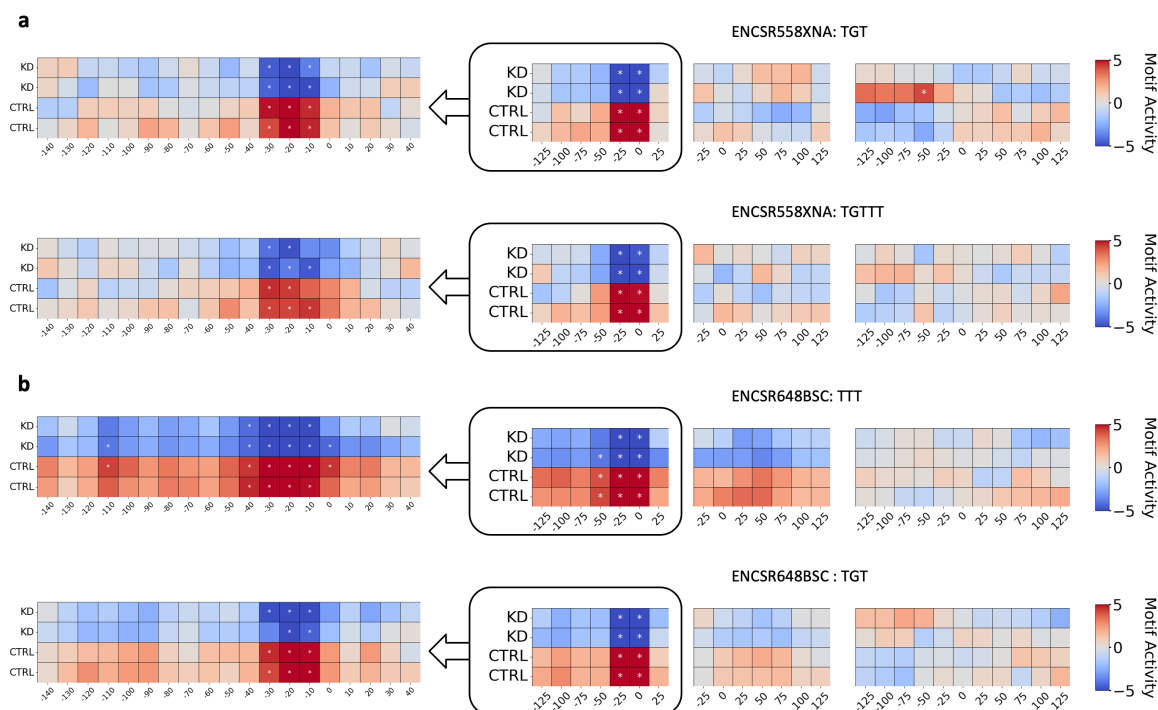 a
ENCSR558XNA: TGT
KD
KD
CTRL
CTRL
-140 -130 -120 -110 -100 -90 -80 -70 -60 -50 -40 -30 -20 -10 0 10 20 30 40
* * *
* * *
* * *
* * *
KD
KD
CTRL
CTRL
-125 -100 -75 -50 -25 0 25
* *
* *
* *
* *
-25 0 25 50 75 100 125
-125 -100 -75 -50 -25 0 25 50 75 100 125
*
5
0
−5
Motif Activity
ENCSR558XNA: TGTTT
KD
KD
CTRL
CTRL
-140 -130 -120 -110 -100 -90 -80 -70 -60 -50 -40 -30 -20 -10 0 10 20 30 40
* *
* * *
* *
* * *
KD
KD
CTRL
CTRL
-125 -100 -75 -50 -25 0 25
* *
* *
* *
* *
-25 0 25 50 75 100 125
-125 -100 -75 -50 -25 0 25 50 75 100 125
5
0
−5
Motif Activity
b
ENCSR648BSC: TTT
KD
KD
CTRL
CTRL
-140 -130 -120 -110 -100 -90 -80 -70 -60 -50 -40 -30 -20 -10 0 10 20 30 40
* * * *
* * * * * *
* * * * * *
* * * *
KD
KD
CTRL
CTRL
-125 -100 -75 -50 -25 0 25
* *
* * *
* * *
* * *
-25 0 25 50 75 100 125
-125 -100 -75 -50 -25 0 25 50 75 100 125
5
0
−5
Motif Activity
ENCSR648BSC : TGT
KD
KD
CTRL
CTRL
-140 -130 -120 -110 -100 -90 -80 -70 -60 -50 -40 -30 -20 -10 0 10 20 30 40
* * *
* *
* * *
* * *
KD
KD
CTRL
CTRL
-125 -100 -75 -50 -25 0 25
* *
* *
* *
* *
-25 0 25 50 75 100 125
-125 -100 -75 -50 -25 0 25 50 75 100 125
5
0
−5
Motif Activity